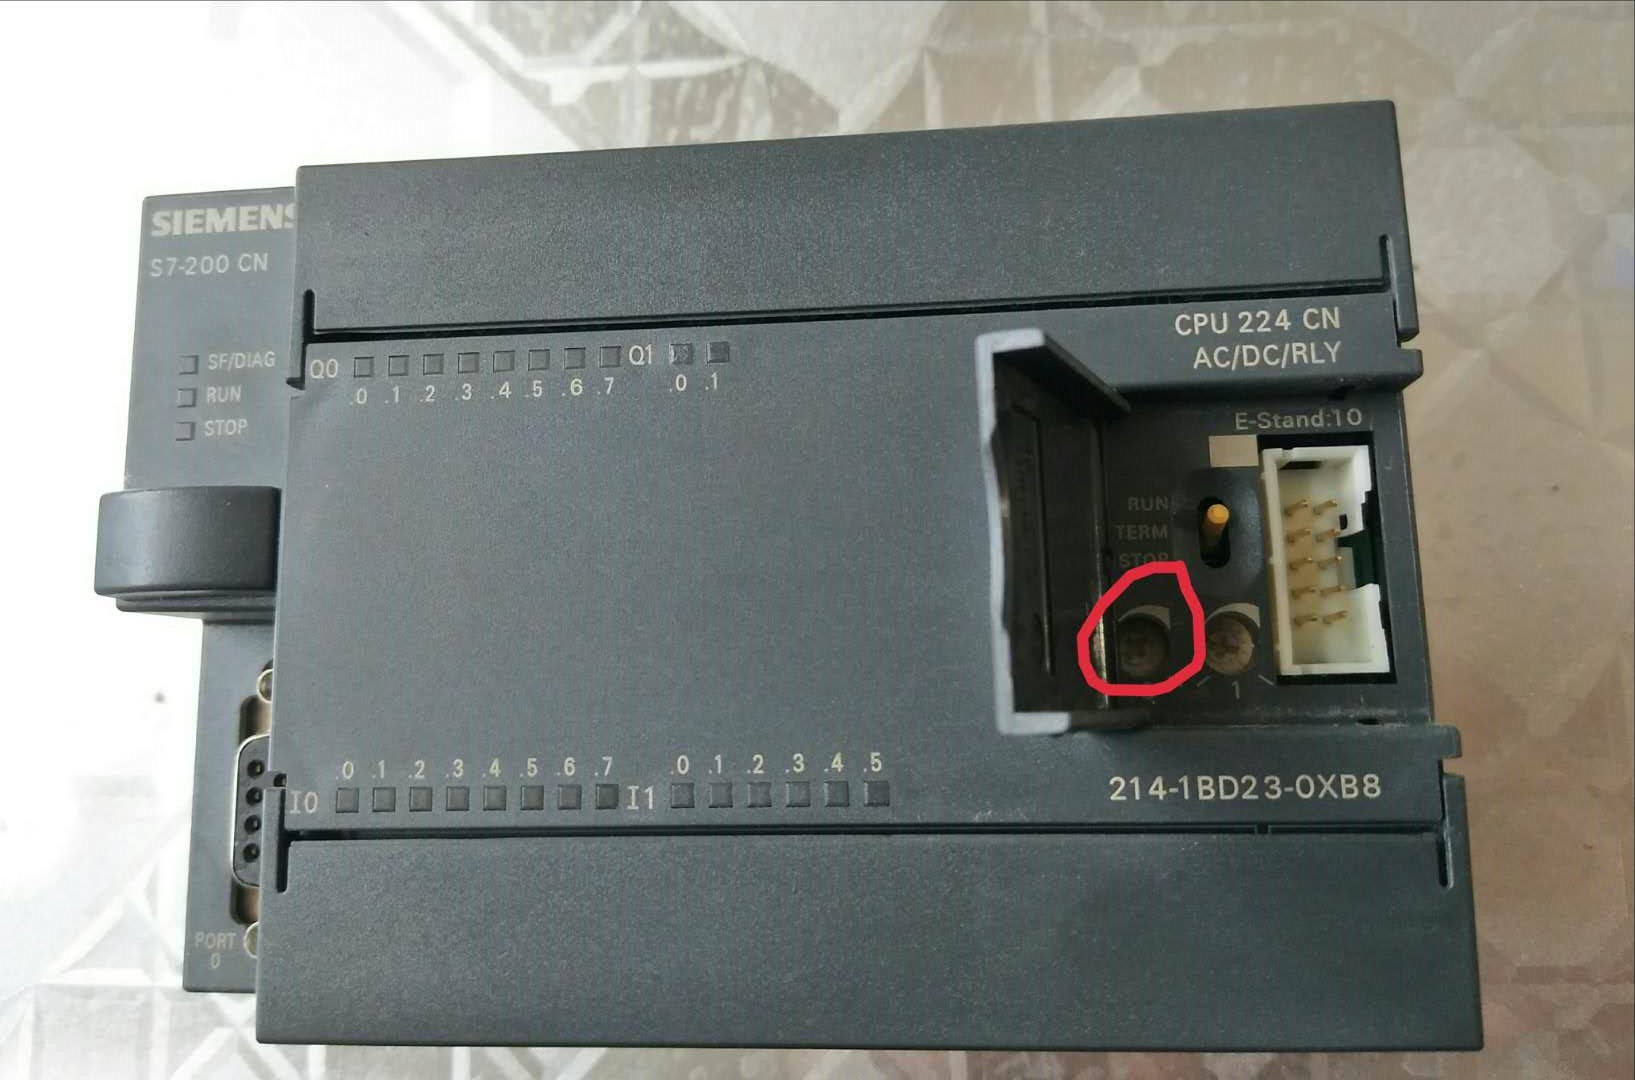 SIEMENS
S7-200 CN
SF/DIAG
RUN
STOP
Q0 .0 .1 .2 .3 .4 .5 .6 .7 Q1 .0 .1
CPU 224 CN
AC/DC/RLY
E-Stand:10
RUN
TERM
STOP
1
.0 .1 .2 .3 .4 .5 .6 .7 .0 .1 .2 .3 .4 .5
I0 I1
214-1BD23-0XB8
PORT
0